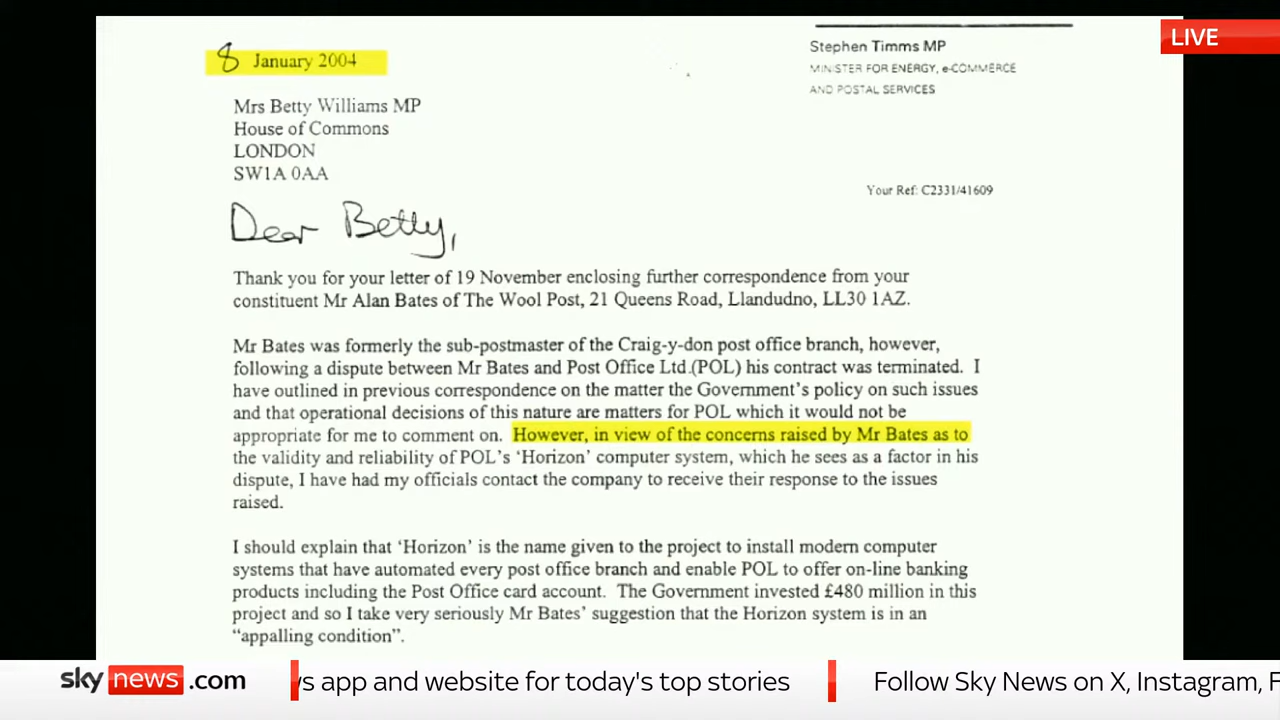 LIVE
Stephen Timms MP
MINISTER FOR ENERGY, e-COMMERCE
AND POSTAL SERVICES
8 January 2004
Mrs Betty Williams MP
House of Commons
LONDON
SW1A 0AA
Your Ref: C2331/41609
Dear Betty,
Thank you for your letter of 19 November enclosing further correspondence from your
constituent Mr Alan Bates of The Wool Post, 21 Queens Road, Llandudno, LL30 1AZ.
Mr Bates was formerly the sub-postmaster of the Craig-y-don post office branch, however,
following a dispute between Mr Bates and Post Office Ltd.(POL) his contract was terminated. I
have outlined in previous correspondence on the matter the Government's policy on such issues
and that operational decisions of this nature are matters for POL which it would not be
appropriate for me to comment on. However, in view of the concerns raised by Mr Bates as to
the validity and reliability of POL's 'Horizon' computer system, which he sees as a factor in his
dispute, I have had my officials contact the company to receive their response to the issues
raised.
I should explain that 'Horizon' is the name given to the project to install modern computer
systems that have automated every post office branch and enable POL to offer on-line banking
products including the Post Office card account. The Government invested £480 million in this
project and so I take very seriously Mr Bates' suggestion that the Horizon system is in an
"appalling condition".
sky news.com
s app and website for today's top stories
Follow Sky News on X, Instagram, F